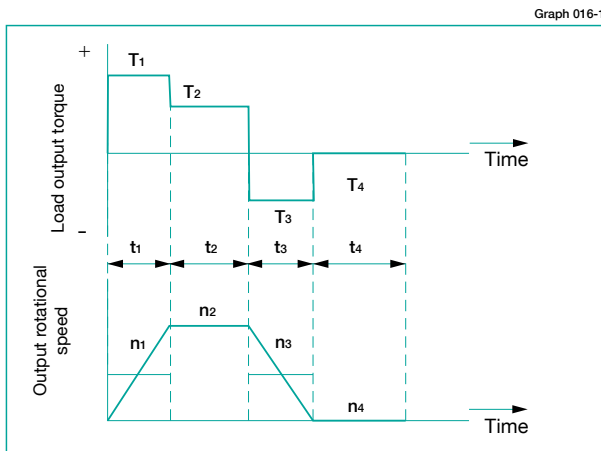 Graph 016-1
+
T1
T2
Load output torque
Time
T4
T3
-
t1
t2
t3
t4
Output rotational
speed
n2
n1
n3
n4
Time